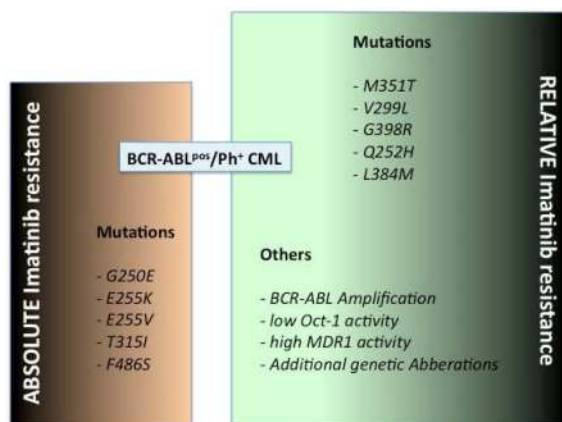 ABSOLUTE Imatinib resistance
BCR-ABLpos/Ph+ CML
Mutations
- G250E
- E255K
- E255V
- T315I
- F486S
Mutations
- M351T
- V299L
- G398R
- Q252H
- L384M
Others
- BCR-ABL Amplification
- low Oct-1 activity
- high MDR1 activity
- Additional genetic Abberations
RELATIVE Imatinib resistance